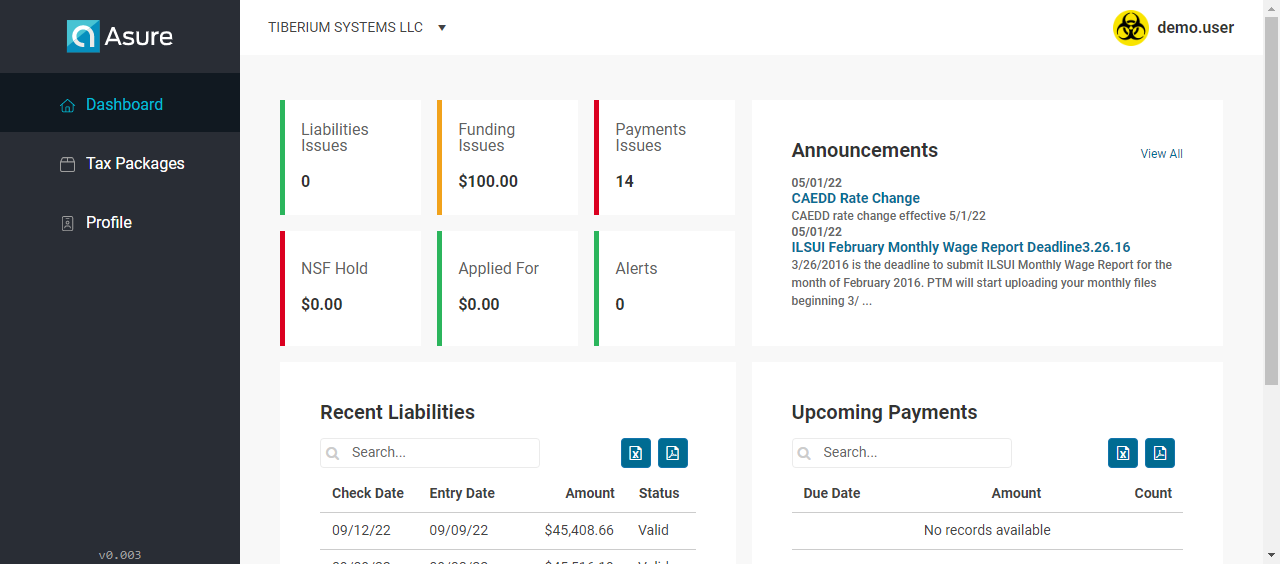 Asure
TIBERIUM SYSTEMS LLC
demo.user
Dashboard
Tax Packages
Profile
v0.003
Liabilities
Issues
0
Funding
Issues
$100.00
Payments
Issues
14
NSF Hold
$0.00
Applied For
$0.00
Alerts
0
Announcements
View All
05/01/22
CAEDD Rate Change
CAEDD rate change effective 5/1/22
05/01/22
ILSUI February Monthly Wage Report Deadline3.26.16
3/26/2016 is the deadline to submit ILSUI Monthly Wage Report for the
month of February 2016. PTM will start uploading your monthly files
beginning 3/ ...
Recent Liabilities
Search...
Check Date Entry Date Amount Status
09/12/22 09/09/22 $45,408.66 Valid
Upcoming Payments
Search...
Due Date Amount Count
No records available